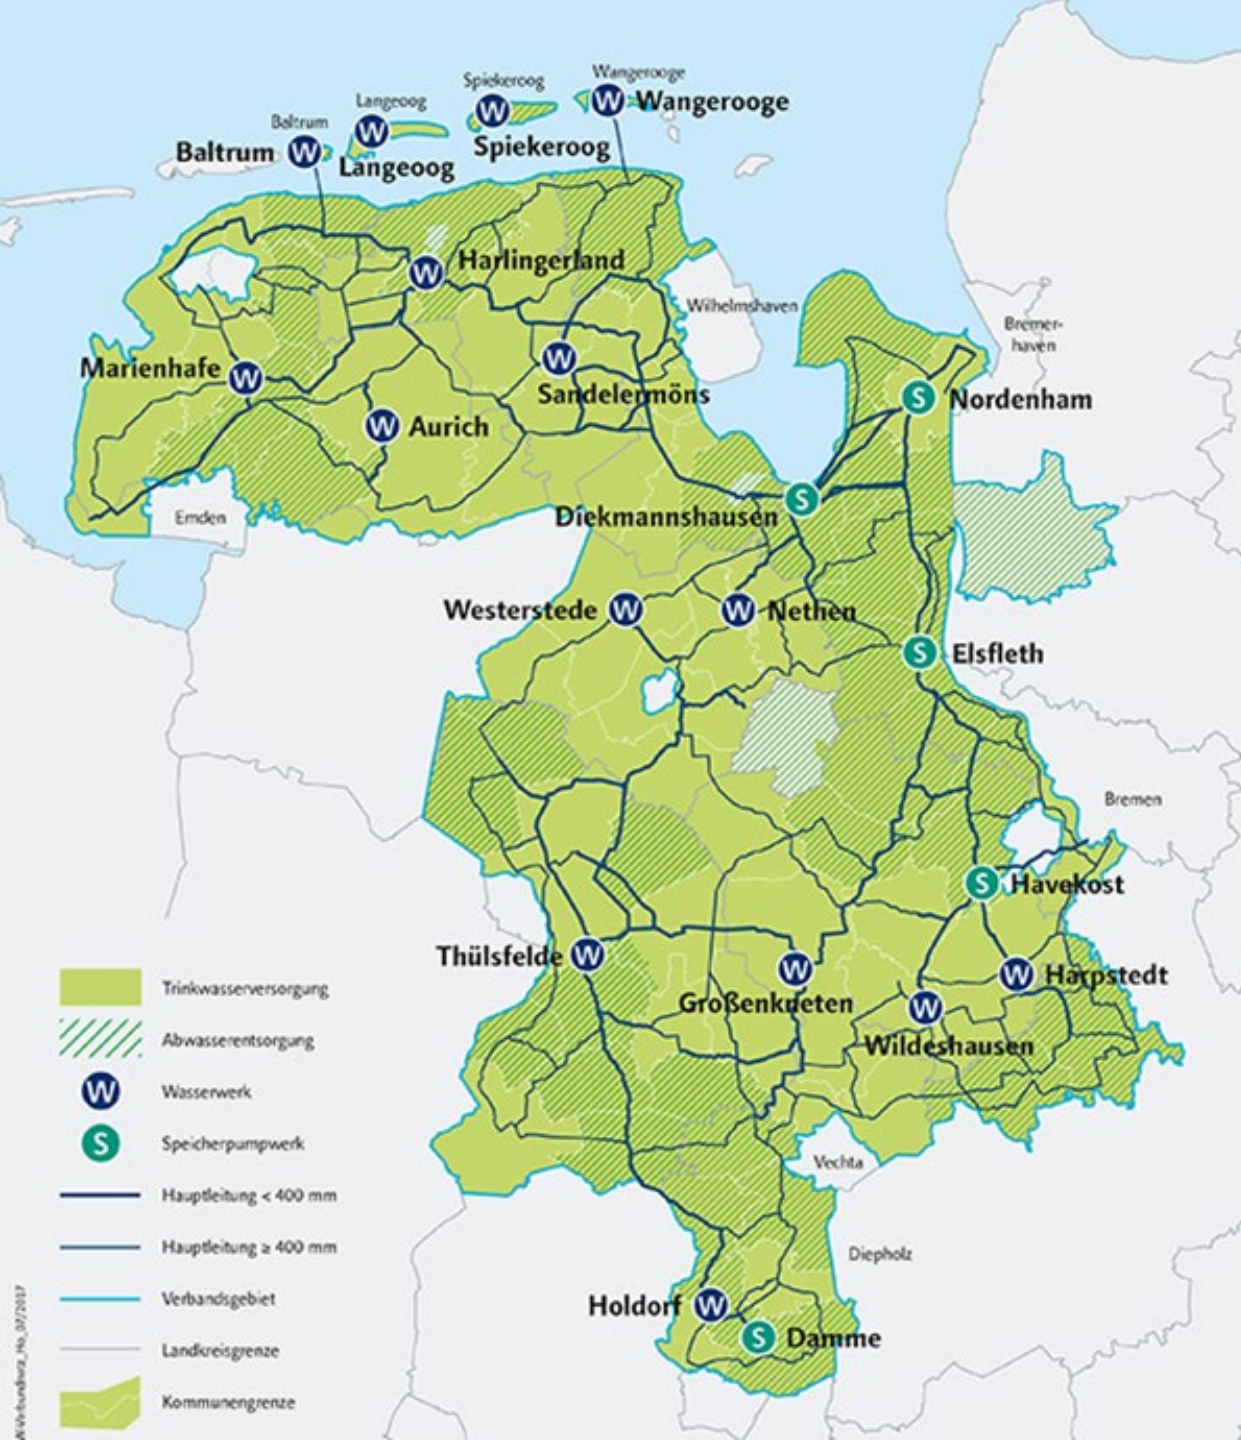 Spiekeroog
Wangerooge
Langeoog
W
W Wangerooge
W
Baltrum
W
Baltrum W
Langeoog
Spiekeroog
Harlingerland
W
Wilhelmshaven
Bremer-
haven
Marienhafe W
W
Sandelermöns
S Nordenham
W Aurich
S
Emden
Diekmannshausen
Westerstede W
W Nethen
S Elsfleth
Bremen
S Havekost
Thülsfelde W
W
Großenkneten
W Harpstedt
W
Wildeshausen
Vechta
Diepholz
Holdorf W
S Damme
Trinkwasserversorgung
Abwasserentsorgung
W Wasserwerk
S Speicherpumpwerk
Hauptleitung < 400 mm
Hauptleitung ≥ 400 mm
Verbandsgebiet
Landkreisgrenze
Kommunengrenze